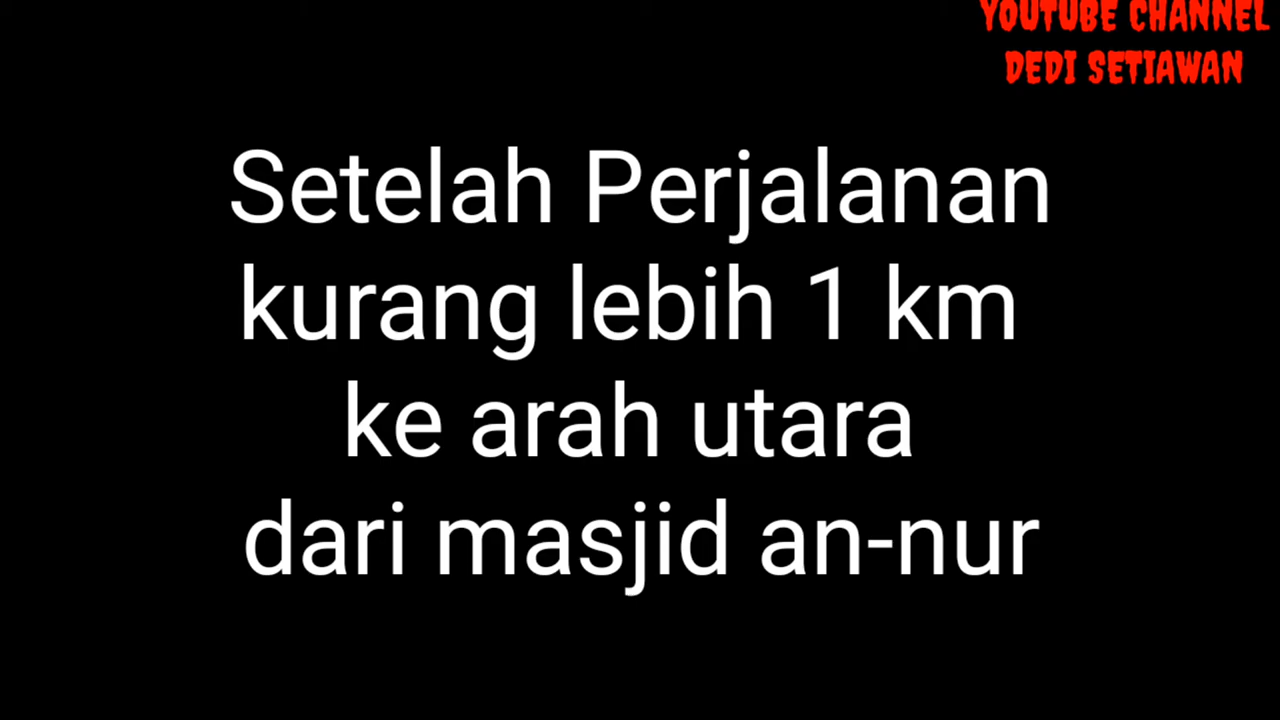 YOUTUBE CHANNEL
DEDI SETIAWAN
Setelah Perjalanan
kurang lebih 1 km
ke arah utara
dari masjid an-nur